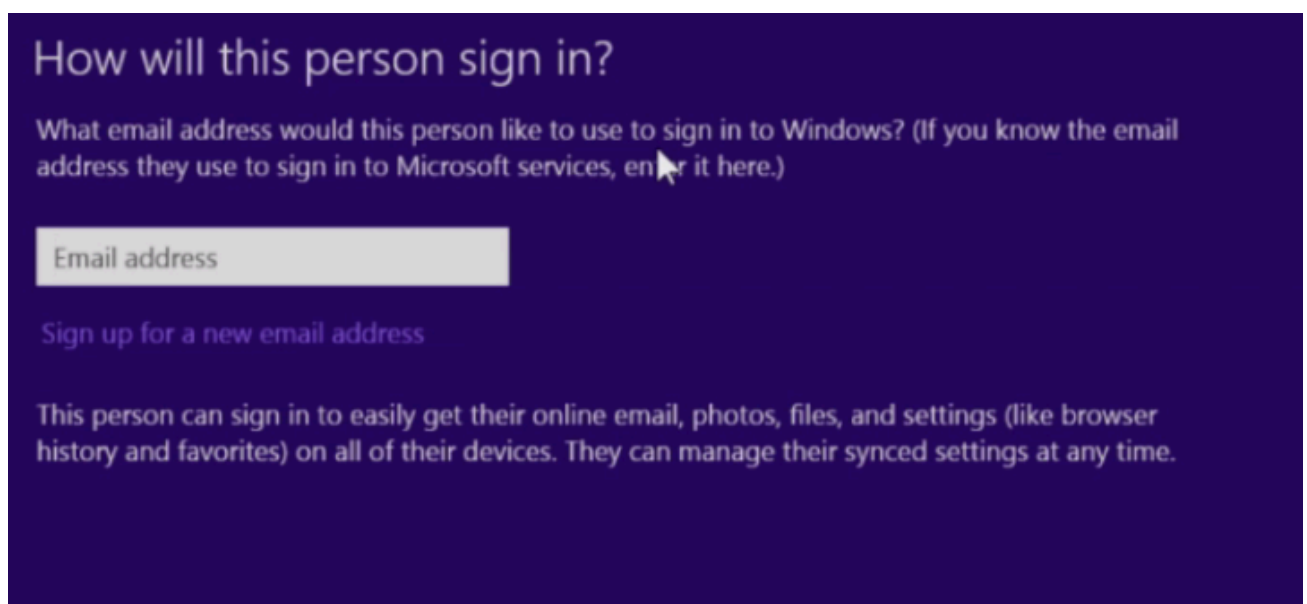 How will this person sign in?
What email address would this person like to use to sign in to Windows? (If you know the email
address they use to sign in to Microsoft services, enter it here.)
Email address
Sign up for a new email address
This person can sign in to easily get their online email, photos, files, and settings (like browser
history and favorites) on all of their devices. They can manage their synced settings at any time.